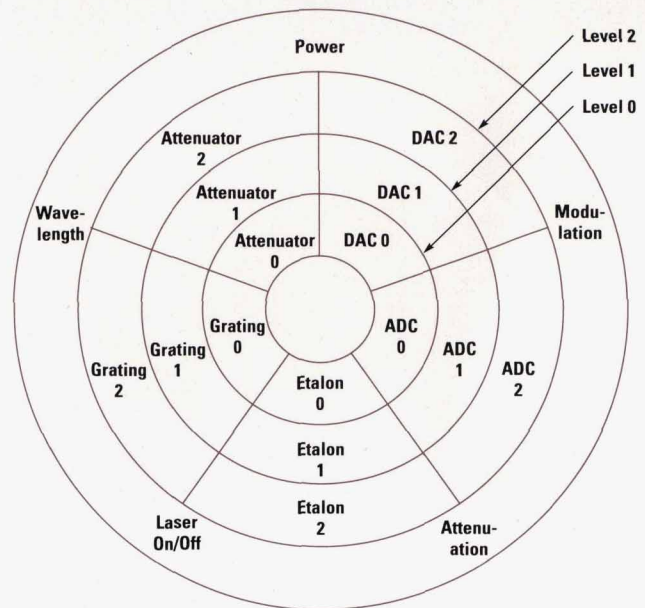 Power
Level 2
Level 1
Level 0
Attenuator
2
DAC 2
Attenuator
1
DAC 1
Wave-
length
Modu-
lation
Attenuator
0
DAC 0
Grating
0
ADC
0
Grating
1
ADC
1
Grating
2
ADC
2
Etalon
0
Etalon
1
Etalon
2
Laser
On/Off
Attenu-
ation